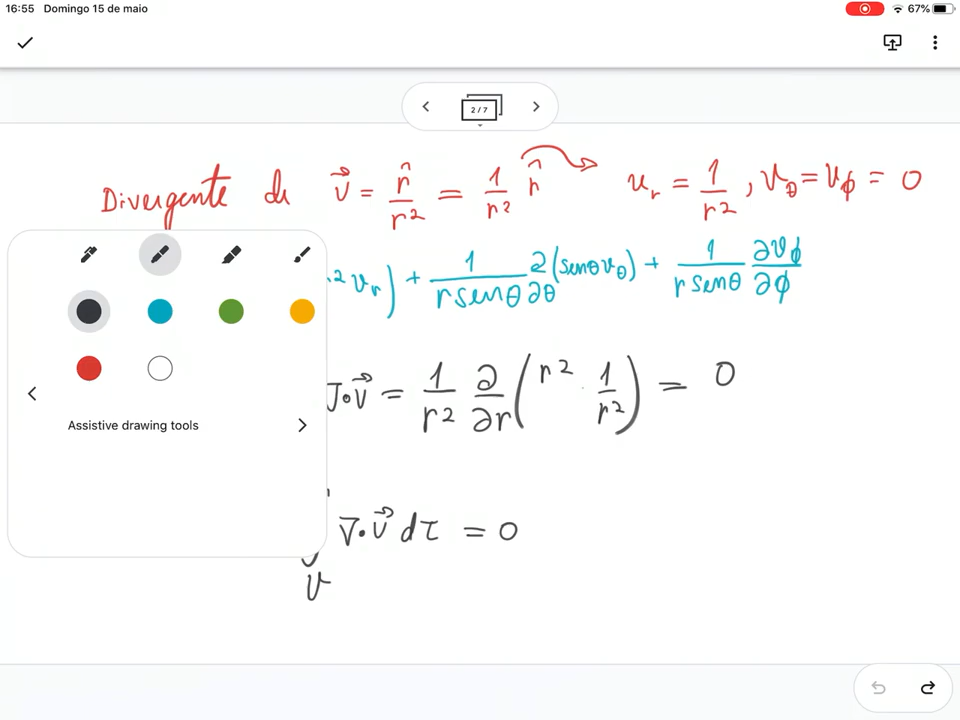 16:55 Domingo 15 de maio 67%
2 / 7
Divergente de v⃗ = r̂/r² = 1/r² r̂ v_r = 1/r², v_θ = v_ϕ = 0
² v_r) + 1/(r senθ) ∂/∂θ (senθ v_θ) + 1/(r senθ) ∂v_ϕ/∂ϕ
∇·v⃗ = 1/r² ∂/∂r (r² · 1/r²) = 0
Assistive drawing tools
∇·v⃗ dτ = 0
v